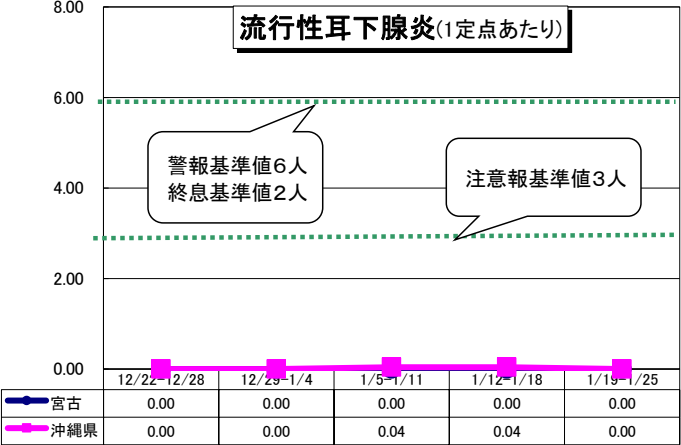 流行性耳下腺炎(1定点あたり)
8.00
6.00
警報基準値6人
終息基準値2人
注意報基準値3人
4.00
2.00
0.00
12/22-12/28 12/29-1/4 1/5-1/11 1/12-1/18 1/19-1/25
宮古 0.00 0.00 0.00 0.00 0.00
沖縄県 0.00 0.00 0.04 0.04 0.00